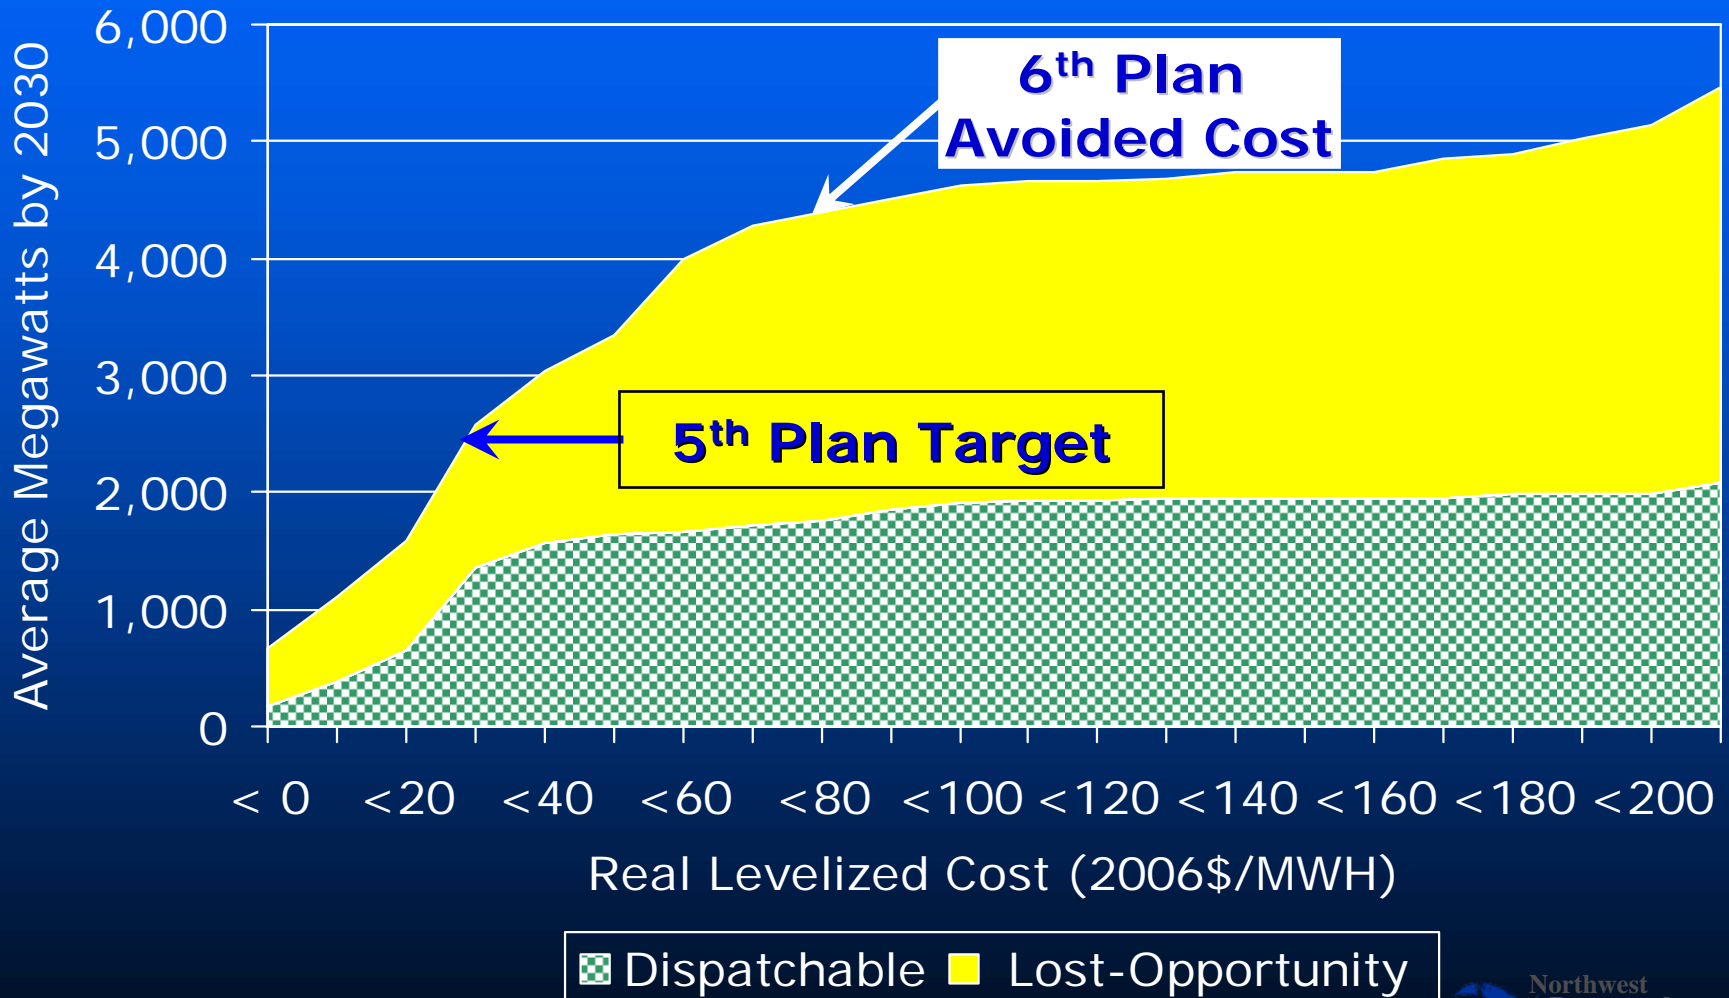 6,000
5,000
4,000
3,000
2,000
1,000
0
Average Megawatts by 2030
6th Plan
Avoided Cost
5th Plan Target
< 0 <20 <40 <60 <80 <100 <120 <140 <160 <180 <200
Real Levelized Cost (2006$/MWH)
Dispatchable Lost-Opportunity
Northwest